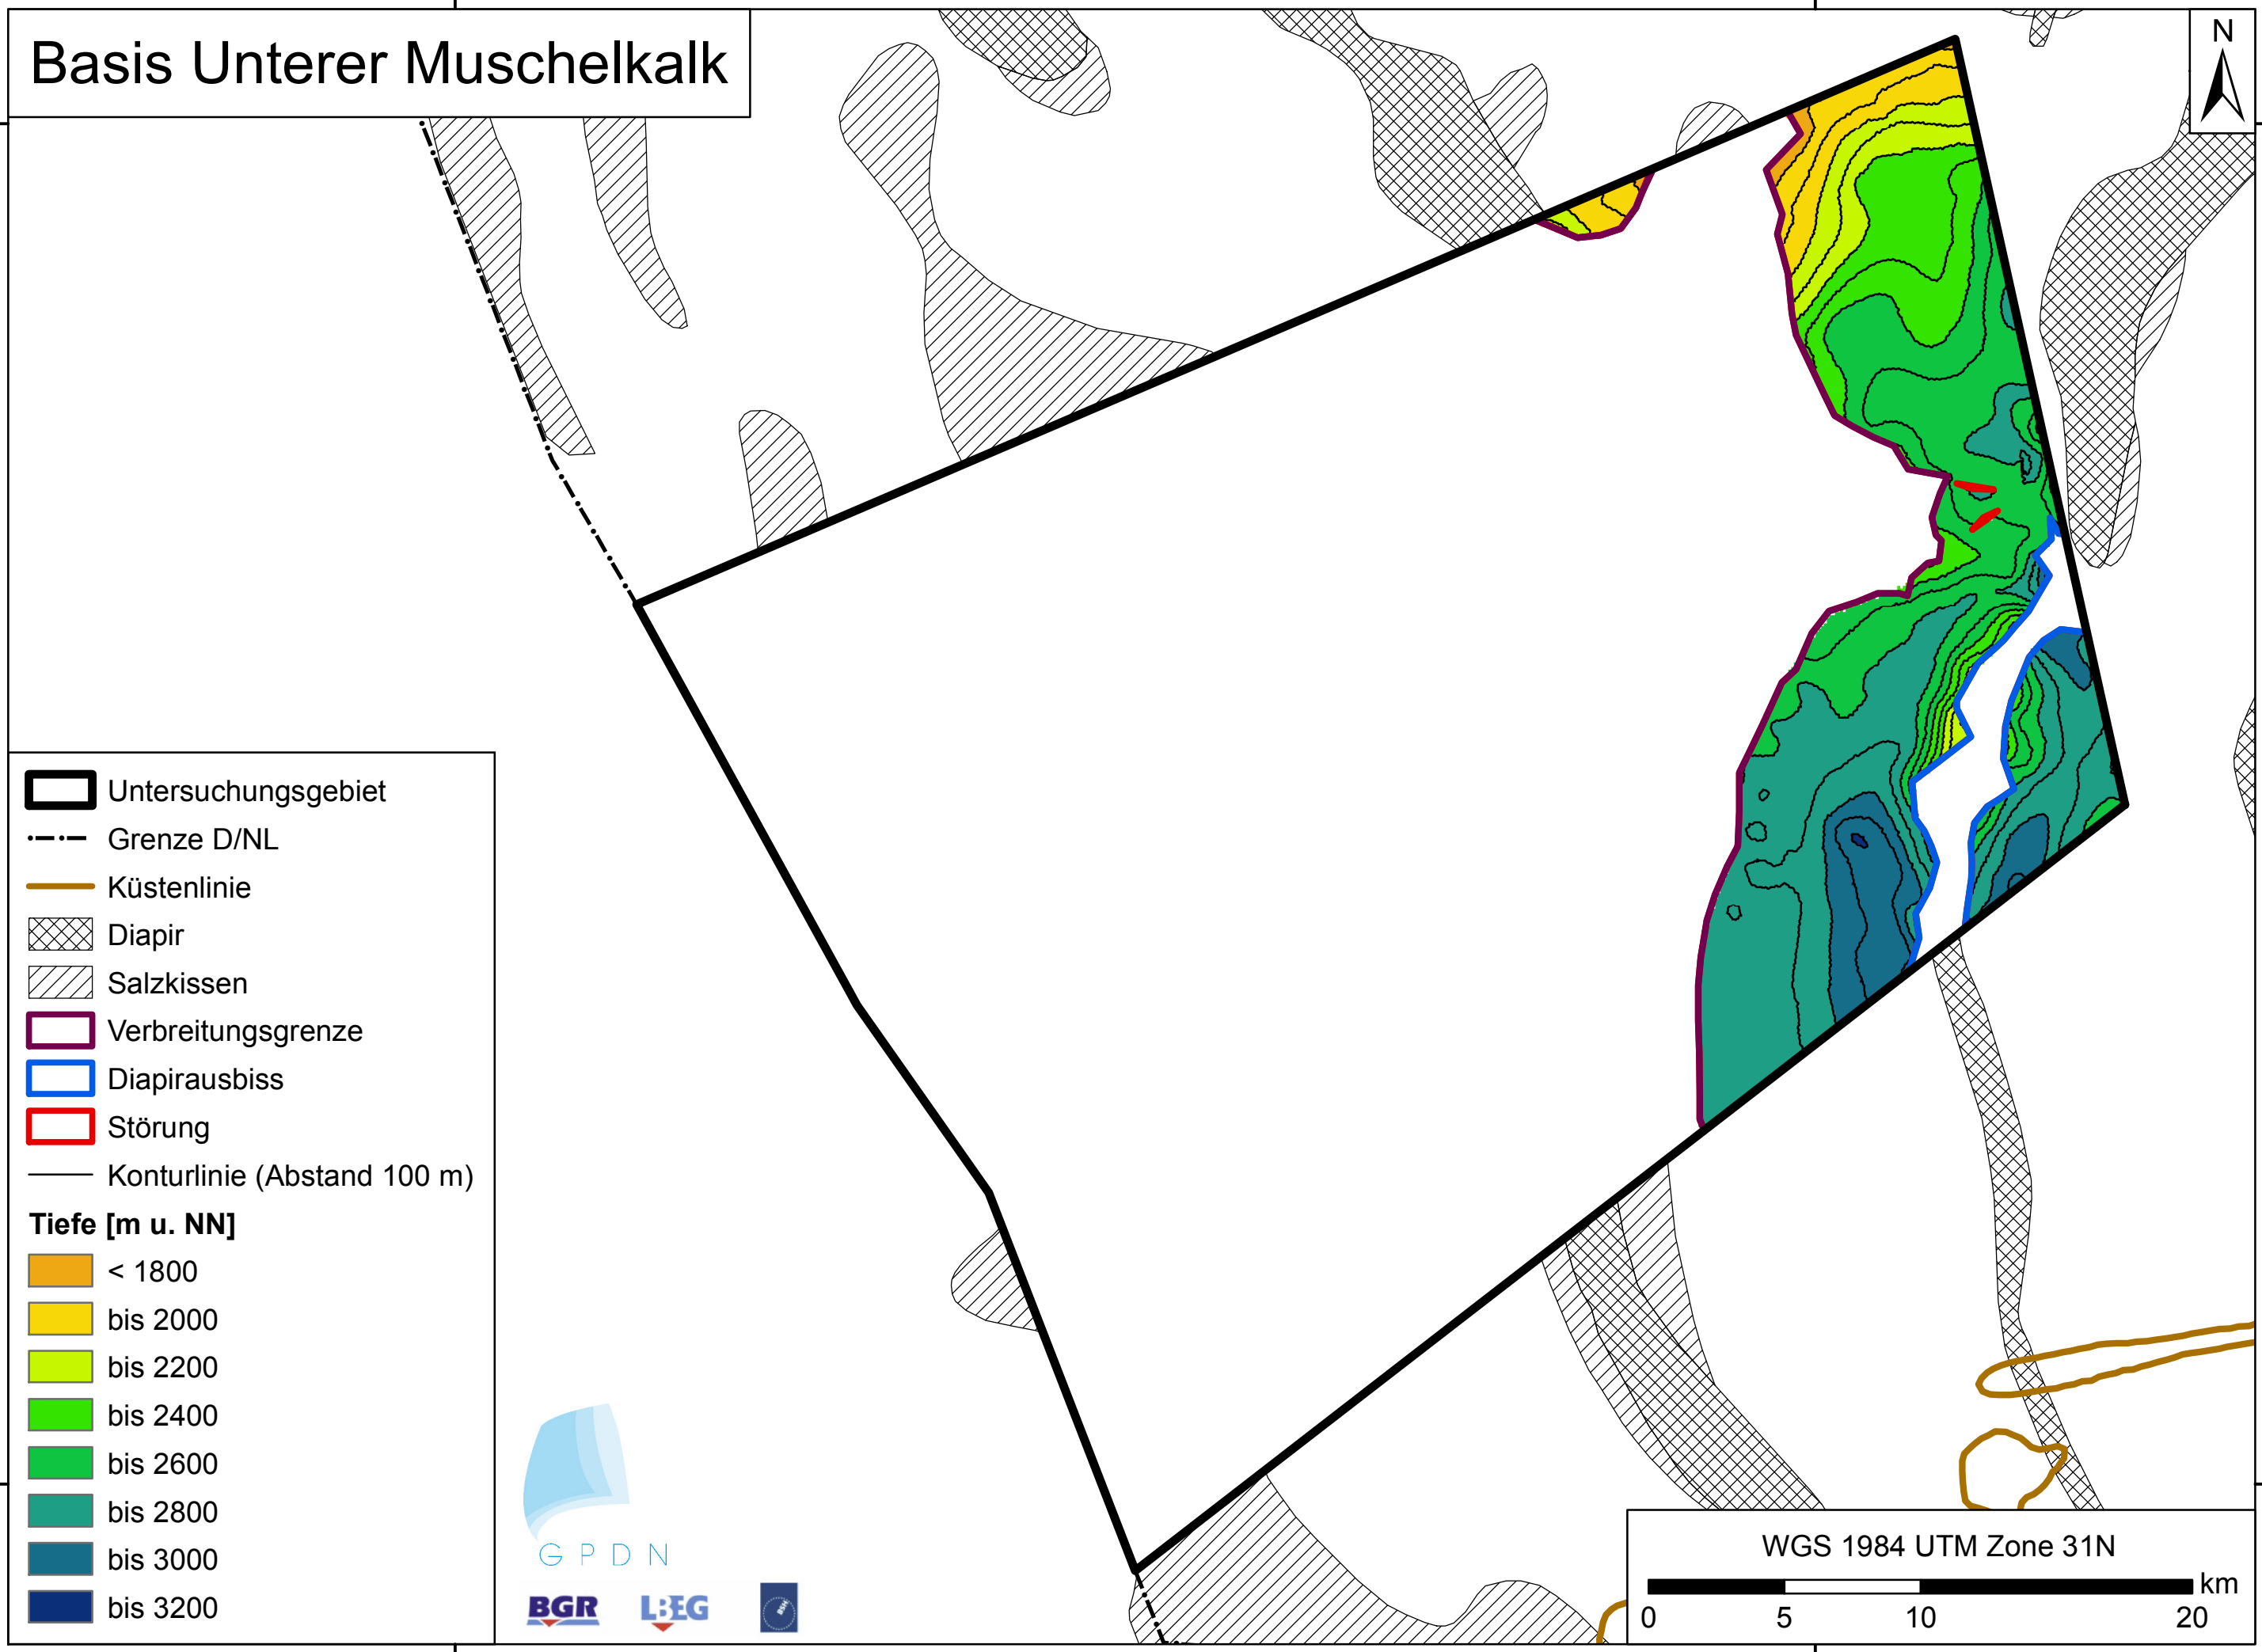 Basis Unterer Muschelkalk
N
Untersuchungsgebiet
Grenze D/NL
Küstenlinie
Diapir
Salzkissen
Verbreitungsgrenze
Diapirausbiss
Störung
Konturlinie (Abstand 100 m)
Tiefe [m u. NN]
< 1800
bis 2000
bis 2200
bis 2400
bis 2600
bis 2800
bis 3000
bis 3200
GPDN
BGR LBEG BSH
WGS 1984 UTM Zone 31N
km
0 5 10 20